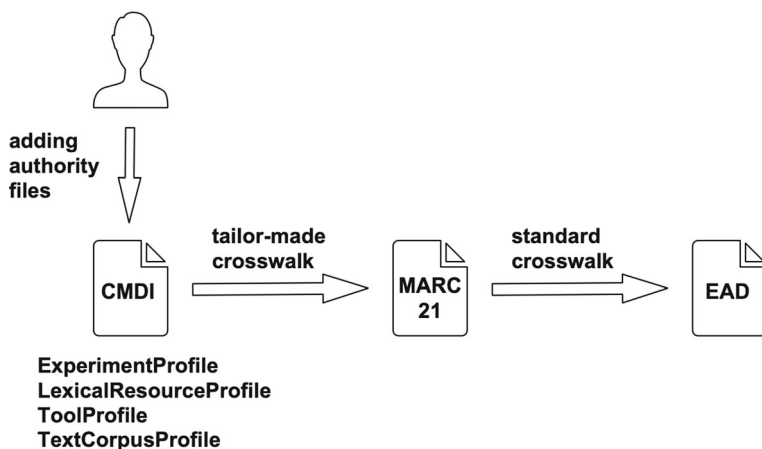 adding
authority
files
tailor-made
crosswalk
standard
crosswalk
CMDI
MARC
21
EAD
ExperimentProfile
LexicalResourceProfile
ToolProfile
TextCorpusProfile